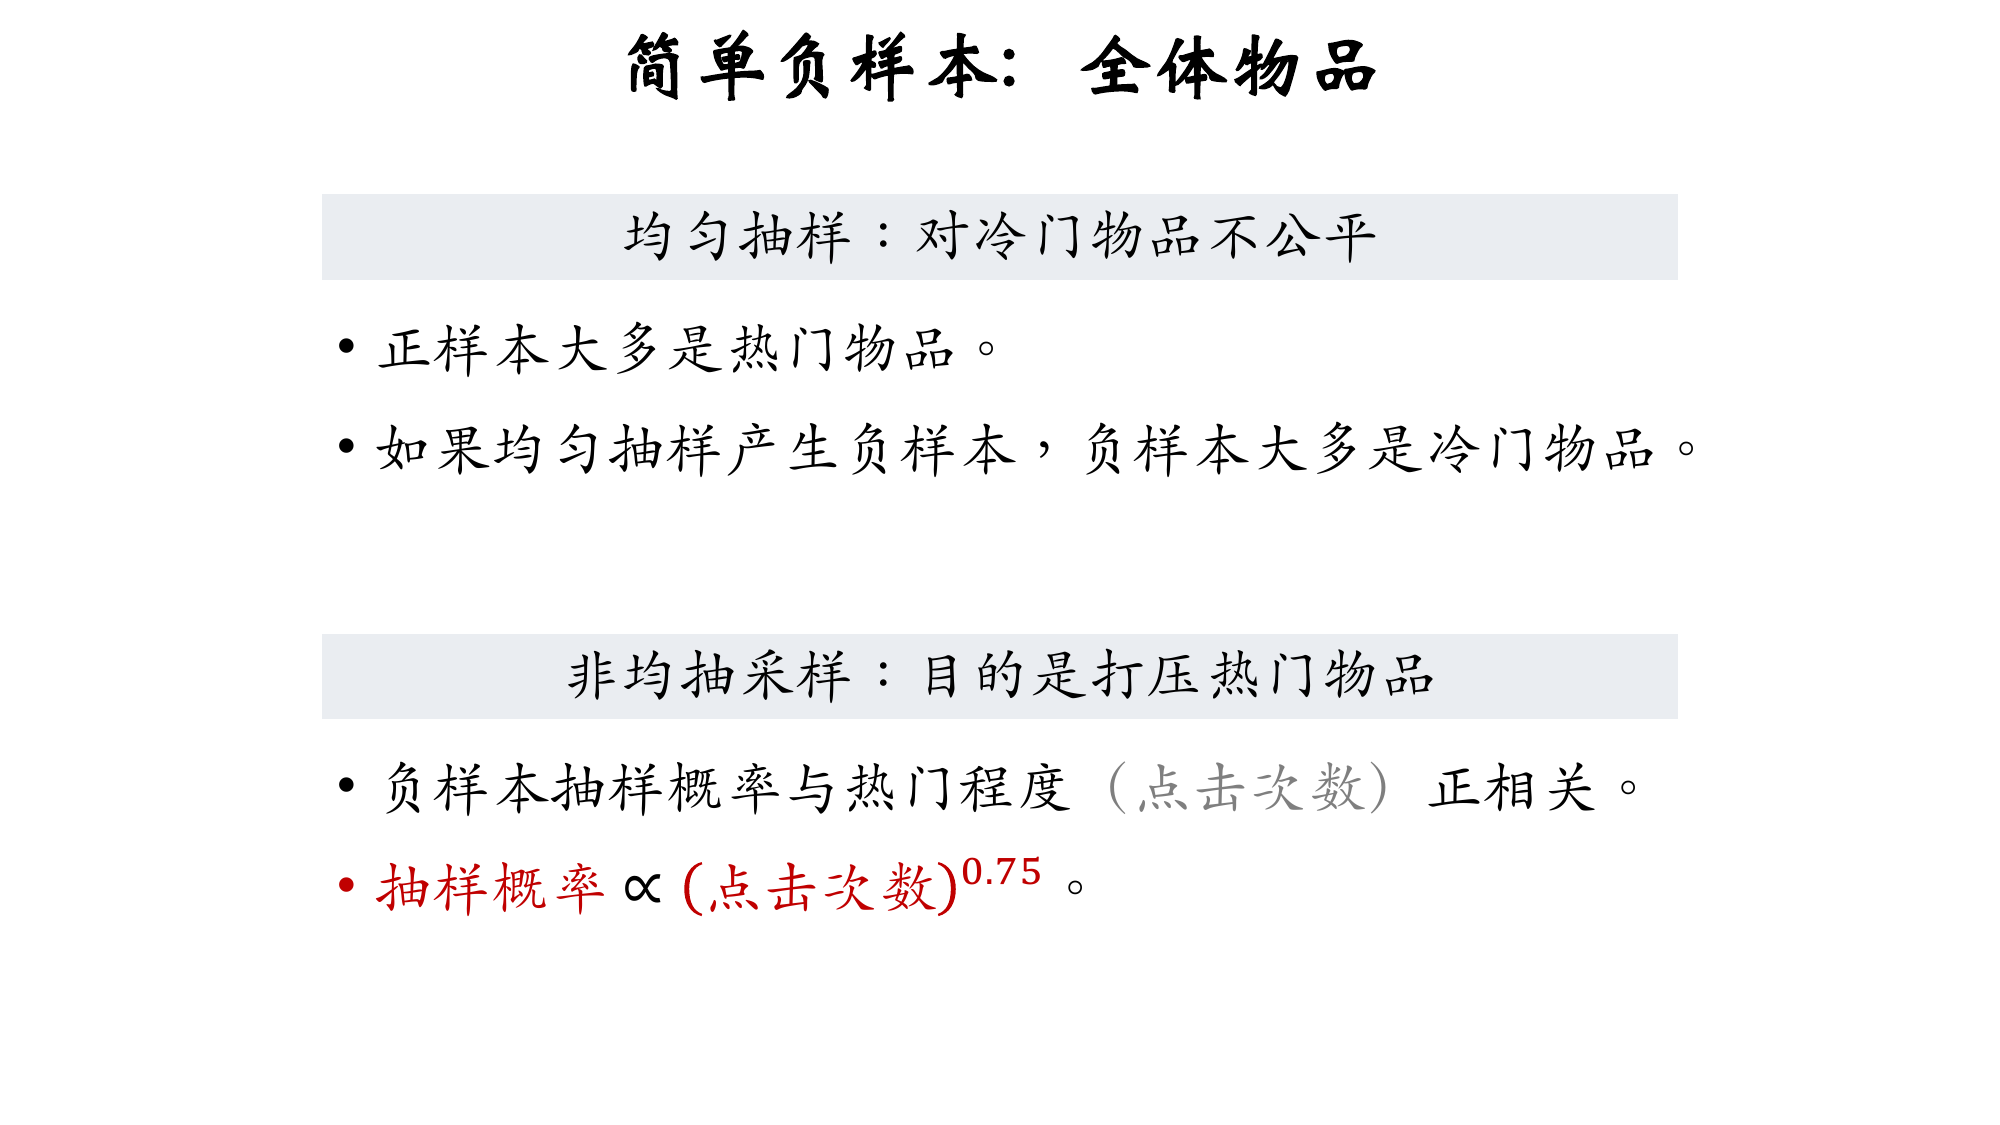 简单负样本：全体物品
均匀抽样：对冷门物品不公平
• 正样本大多是热门物品。
• 如果均匀抽样产生负样本，负样本大多是冷门物品。
非均抽采样：目的是打压热门物品
• 负样本抽样概率与热门程度（点击次数）正相关。
• 抽样概率 ∝ (点击次数)^0.75 。